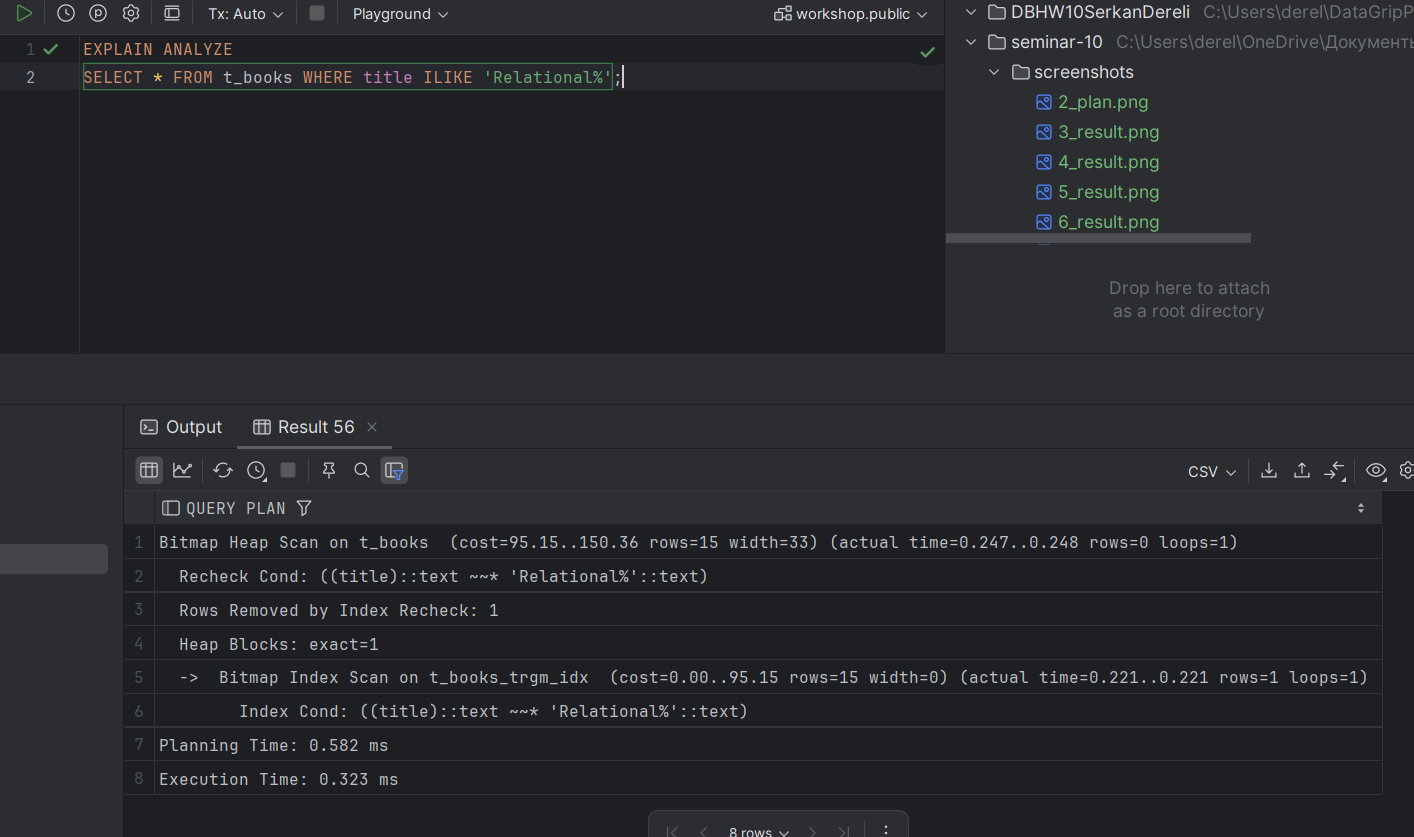 Tx: Auto
Playground
workshop.public
1 EXPLAIN ANALYZE
2 SELECT * FROM t_books WHERE title ILIKE 'Relational%';
DBHW10SerkanDereli C:\Users\derel\DataGripP
seminar-10 C:\Users\derel\OneDrive\Документы
screenshots
2_plan.png
3_result.png
4_result.png
5_result.png
6_result.png
Drop here to attach
as a root directory
Output
Result 56
CSV
QUERY PLAN
1 Bitmap Heap Scan on t_books (cost=95.15..150.36 rows=15 width=33) (actual time=0.247..0.248 rows=0 loops=1)
2 Recheck Cond: ((title)::text ~~* 'Relational%'::text)
3 Rows Removed by Index Recheck: 1
4 Heap Blocks: exact=1
5 -> Bitmap Index Scan on t_books_trgm_idx (cost=0.00..95.15 rows=15 width=0) (actual time=0.221..0.221 rows=1 loops=1)
6 Index Cond: ((title)::text ~~* 'Relational%'::text)
7 Planning Time: 0.582 ms
8 Execution Time: 0.323 ms
8 rows